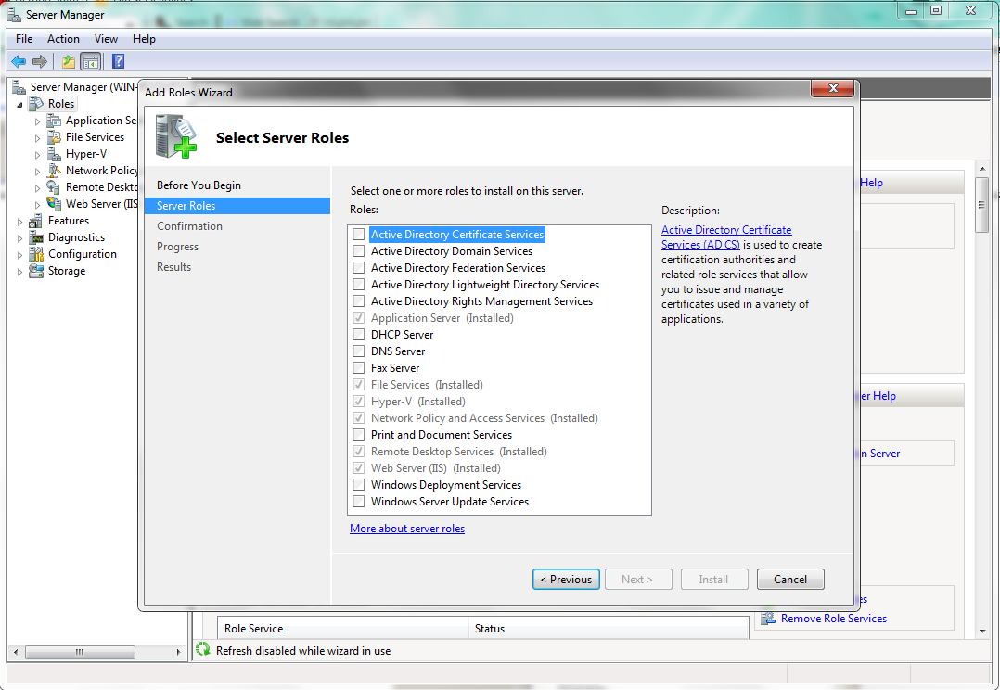 Server Manager
File Action View Help
Server Manager (WIN-
Roles
Application Se
File Services
Hyper-V
Network Policy
Remote Deskto
Web Server (IIS
Features
Diagnostics
Configuration
Storage
Add Roles Wizard
Select Server Roles
Before You Begin
Server Roles
Confirmation
Progress
Results
Select one or more roles to install on this server.
Roles:
Active Directory Certificate Services
Active Directory Domain Services
Active Directory Federation Services
Active Directory Lightweight Directory Services
Active Directory Rights Management Services
Application Server (Installed)
DHCP Server
DNS Server
Fax Server
File Services (Installed)
Hyper-V (Installed)
Network Policy and Access Services (Installed)
Print and Document Services
Remote Desktop Services (Installed)
Web Server (IIS) (Installed)
Windows Deployment Services
Windows Server Update Services
More about server roles
Description:
Active Directory Certificate
Services (AD CS) is used to create
certification authorities and
related role services that allow
you to issue and manage
certificates used in a variety of
applications.
< Previous
Next >
Install
Cancel
Help
er Help
n Server
es
Remove Role Services
Role Service Status
Refresh disabled while wizard in use